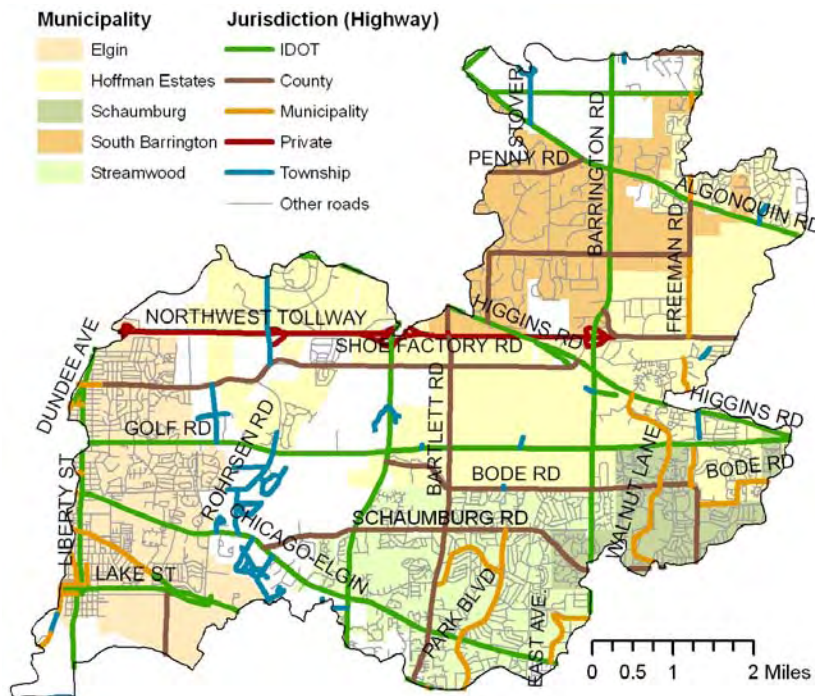 Municipality
Elgin
Hoffman Estates
Schaumburg
South Barrington
Streamwood
Jurisdiction (Highway)
IDOT
County
Municipality
Private
Township
Other roads
STOVER
BARRINGTON RD
PENNY RD
ALGONQUIN RD
FREEMAN RD
NORTHWEST TOLLWAY
HIGGINS RD
SHOE FACTORY RD
DUNDEE AVE
BARTLETT RD
HIGGINS RD
GOLF RD
ROHRSEN RD
BODE RD
BODE RD
WALNUT LANE
LIBERTY ST
SCHAUMBURG RD
CHICAGO-ELGIN
LAKE ST
PARK BLVD
EAST AVE.
0 0.5 1 2 Miles